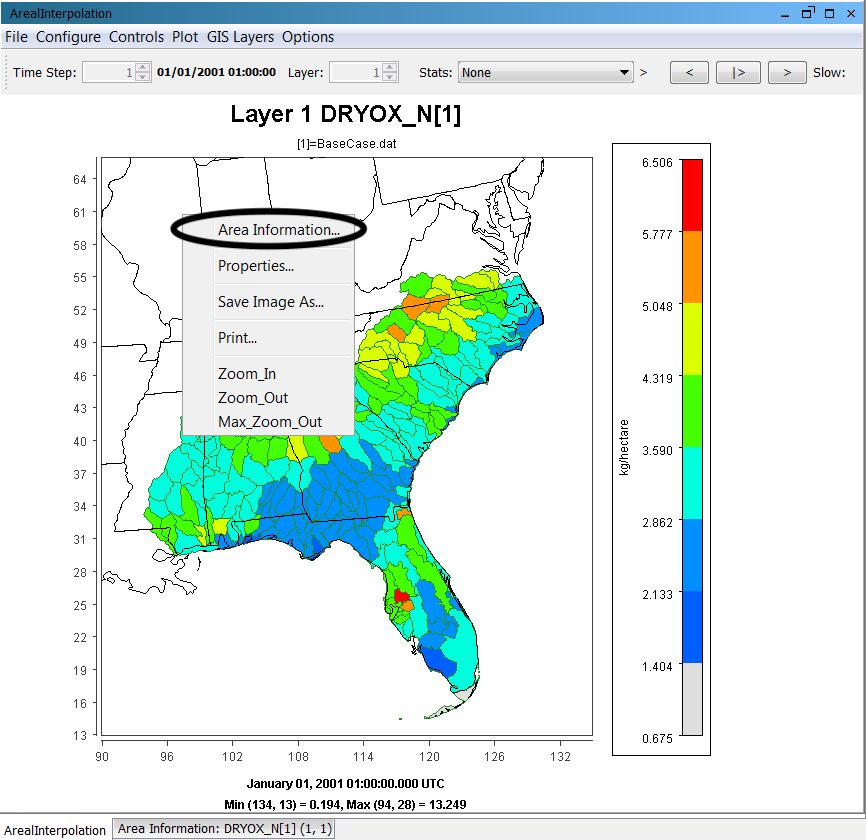 ArealInterpolation
File Configure Controls Plot GIS Layers Options
Time Step: 1 01/01/2001 01:00:00 Layer: 1 Stats: None > < |> > Slow:
Layer 1 DRYOX_N[1]
[1]=BaseCase.dat
64
61
58
55
52
49
46
43
40
37
34
31
28
25
22
19
16
13
90 96 102 108 114 120 126 132
Area Information...
Properties...
Save Image As...
Print...
Zoom_In
Zoom_Out
Max_Zoom_Out
kg/hectare
6.506
5.777
5.048
4.319
3.590
2.862
2.133
1.404
0.675
January 01, 2001 01:00:00.000 UTC
Min (134, 13) = 0.194, Max (94, 28) = 13.249
ArealInterpolation Area Information: DRYOX_N[1] (1, 1)